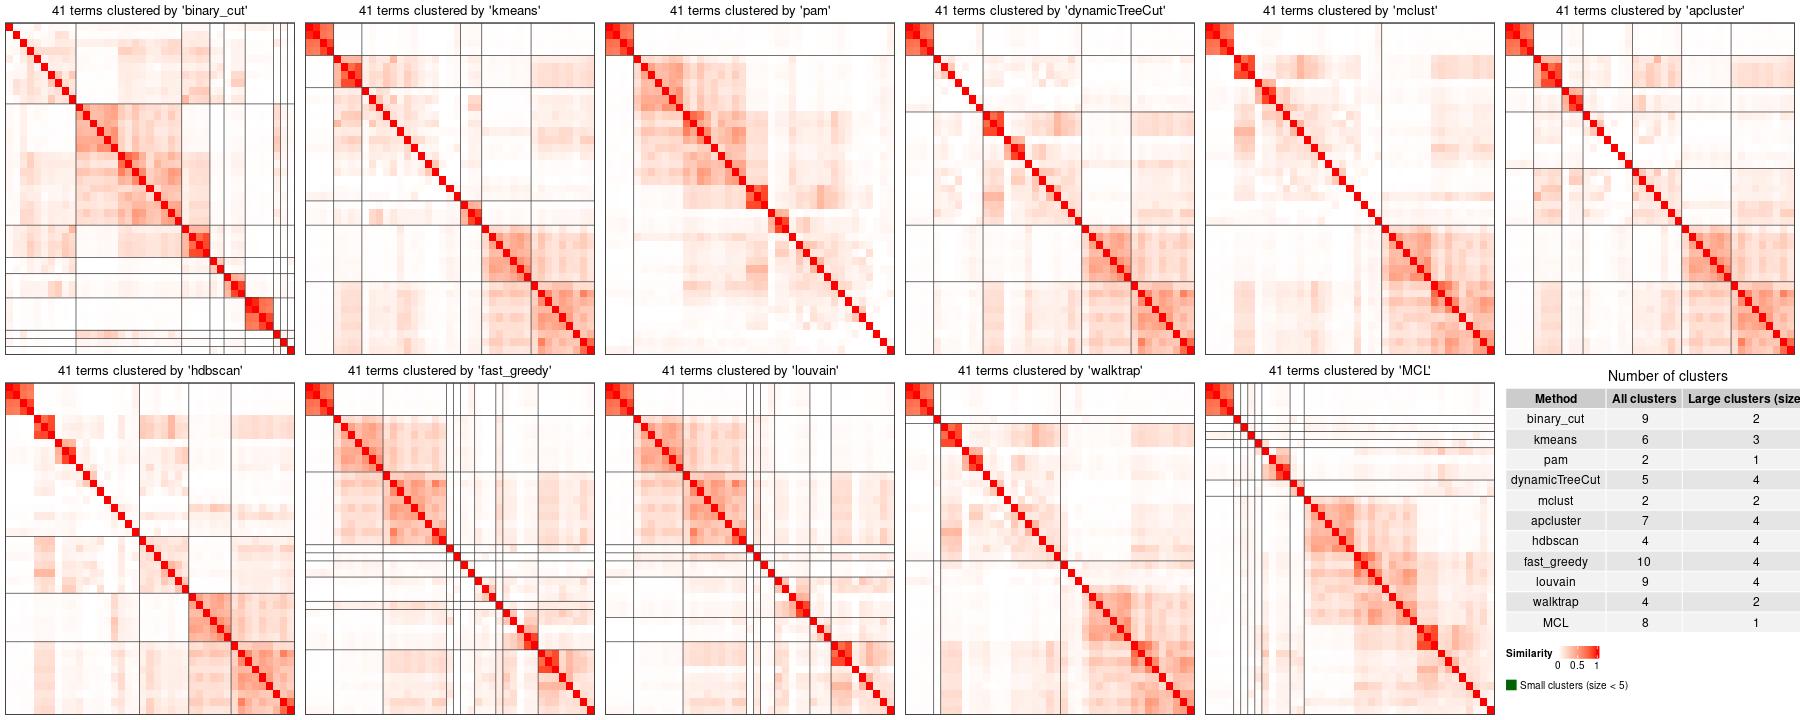 41 terms clustered by 'binary_cut'
41 terms clustered by 'kmeans'
41 terms clustered by 'pam'
41 terms clustered by 'dynamicTreeCut'
41 terms clustered by 'mclust'
41 terms clustered by 'apcluster'
41 terms clustered by 'hdbscan'
41 terms clustered by 'fast_greedy'
41 terms clustered by 'louvain'
41 terms clustered by 'walktrap'
41 terms clustered by 'MCL'
Number of clusters
Method All clusters Large clusters (size
binary_cut 9 2
kmeans 6 3
pam 2 1
dynamicTreeCut 5 4
mclust 2 2
apcluster 7 4
hdbscan 4 4
fast_greedy 10 4
louvain 9 4
walktrap 4 2
MCL 8 1
Similarity
0 0.5 1
Small clusters (size < 5)